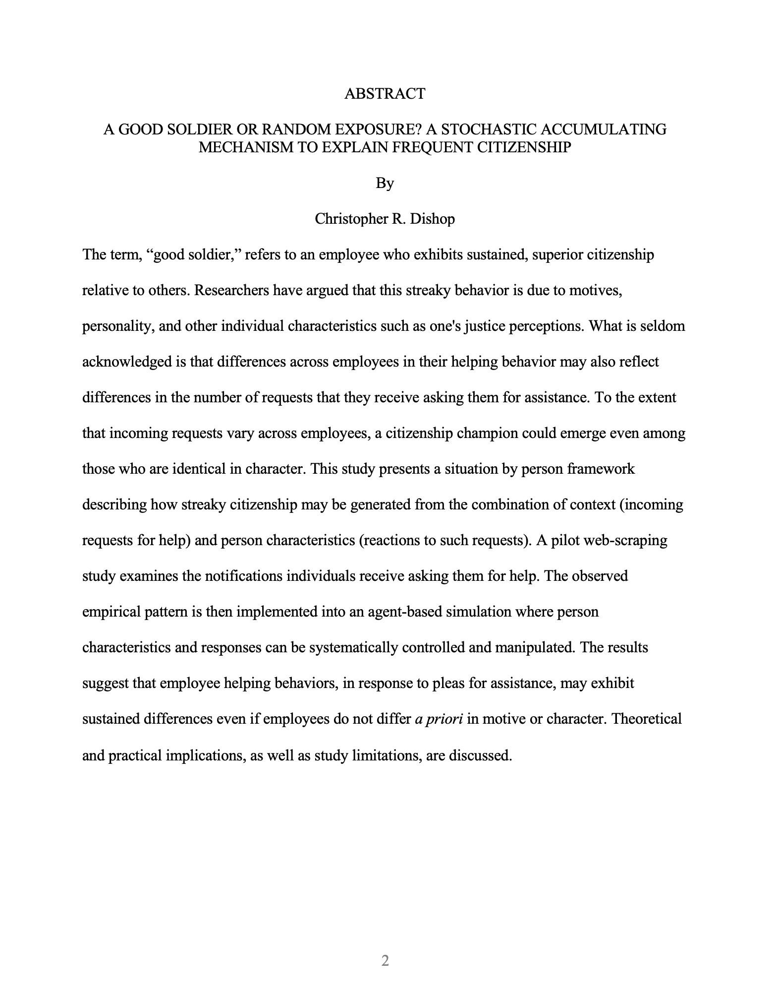 ABSTRACT
A GOOD SOLDIER OR RANDOM EXPOSURE? A STOCHASTIC ACCUMULATING
MECHANISM TO EXPLAIN FREQUENT CITIZENSHIP
By
Christopher R. Dishop
The term, “good soldier,” refers to an employee who exhibits sustained, superior citizenship
relative to others. Researchers have argued that this streaky behavior is due to motives,
personality, and other individual characteristics such as one's justice perceptions. What is seldom
acknowledged is that differences across employees in their helping behavior may also reflect
differences in the number of requests that they receive asking them for assistance. To the extent
that incoming requests vary across employees, a citizenship champion could emerge even among
those who are identical in character. This study presents a situation by person framework
describing how streaky citizenship may be generated from the combination of context (incoming
requests for help) and person characteristics (reactions to such requests). A pilot web-scraping
study examines the notifications individuals receive asking them for help. The observed
empirical pattern is then implemented into an agent-based simulation where person
characteristics and responses can be systematically controlled and manipulated. The results
suggest that employee helping behaviors, in response to pleas for assistance, may exhibit
sustained differences even if employees do not differ a priori in motive or character. Theoretical
and practical implications, as well as study limitations, are discussed.
2